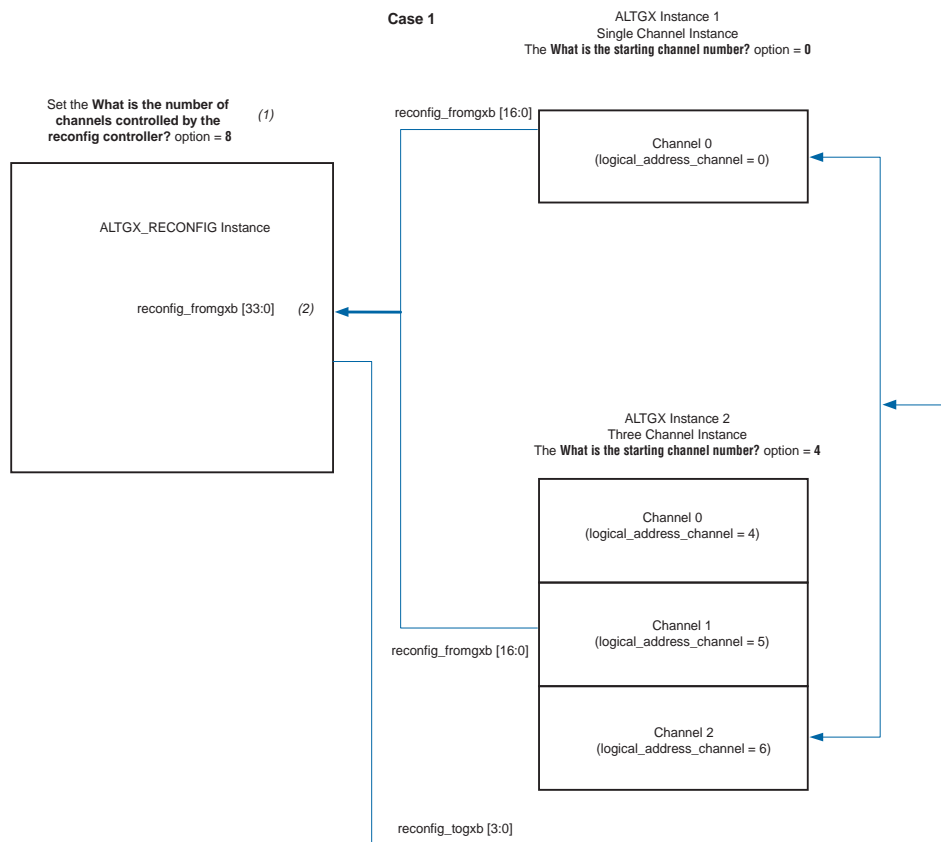 Case 1
ALTGX Instance 1
Single Channel Instance
The What is the starting channel number? option = 0
Set the What is the number of
channels controlled by the
reconfig controller? option = 8
(1)
reconfig_fromgxb [16:0]
Channel 0
(logical_address_channel = 0)
ALTGX_RECONFIG Instance
reconfig_fromgxb [33:0]
(2)
ALTGX Instance 2
Three Channel Instance
The What is the starting channel number? option = 4
Channel 0
(logical_address_channel = 4)
Channel 1
(logical_address_channel = 5)
reconfig_fromgxb [16:0]
Channel 2
(logical_address_channel = 6)
reconfig_togxb [3:0]